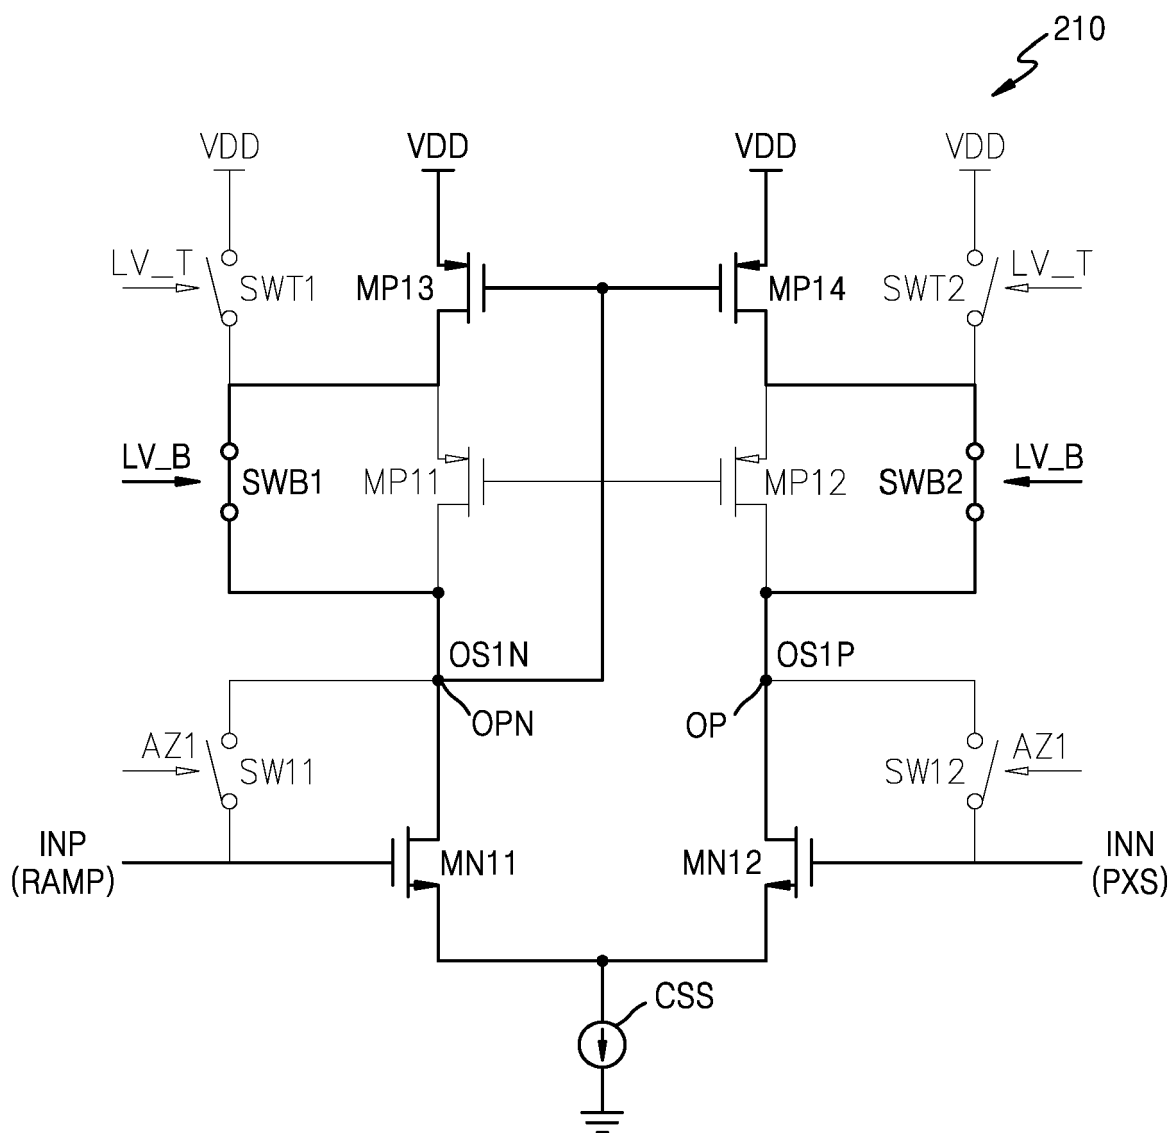 210
VDD VDD VDD VDD
LV_T SWT1 MP13 MP14 SWT2 LV_T
LV_B SWB1 MP11 MP12 SWB2 LV_B
OS1N OS1P
OPN OP
AZ1 SW11 SW12 AZ1
INP
(RAMP)
MN11 MN12
INN
(PXS)
CSS